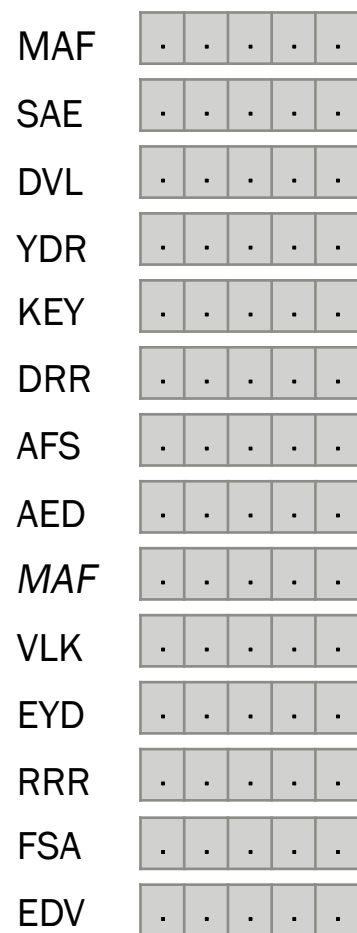 MAF . . . . .
SAE . . . . .
DVL . . . . .
YDR . . . . .
KEY . . . . .
DRR . . . . .
AFS . . . . .
AED . . . . .
MAF . . . . .
VLK . . . . .
EYD . . . . .
RRR . . . . .
FSA . . . . .
EDV . . . . .